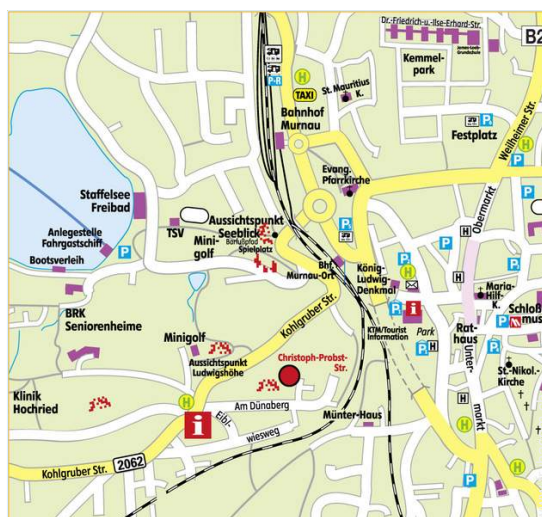 Dr.-Friedrich-u.-Ilse-Erhard-Str.
B2
Kemmel-
park
P+R
H
TAXI
St. Mauritius
K.
Bahnhof
Murnau
P
Festplatz
Weilheimer Str.
H
Evang.
Pfarrkirche
P
Staffelsee
Freibad
Aussichtspunkt
Seeblick
Bärlußpfad
Spielplatz
TSV
Mini-
golf
Anlegestelle
Fahrgastschiff
Bootsverleih
P
Bhf.
Murnau-Ort
König-
Ludwig-
Denkmal
H
P
H
Obermarkt
Maria-
Hilf-
K.
Schloß
mus
i
KTM/Tourist
Information
Park
H
P
Rat-
haus
Unter-
markt
St.-Nikol.-
Kirche
BRK
Seniorenheime
Kohlgruber Str.
Minigolf
Aussichtspunkt
Ludwigshöhe
Christoph-Probst-
Str.
Klinik
Hochried
H
i
Am Dünaberg
Eibl-
wiesweg
Münter-Haus
P
H
Kohlgruber Str.
2062
H
P